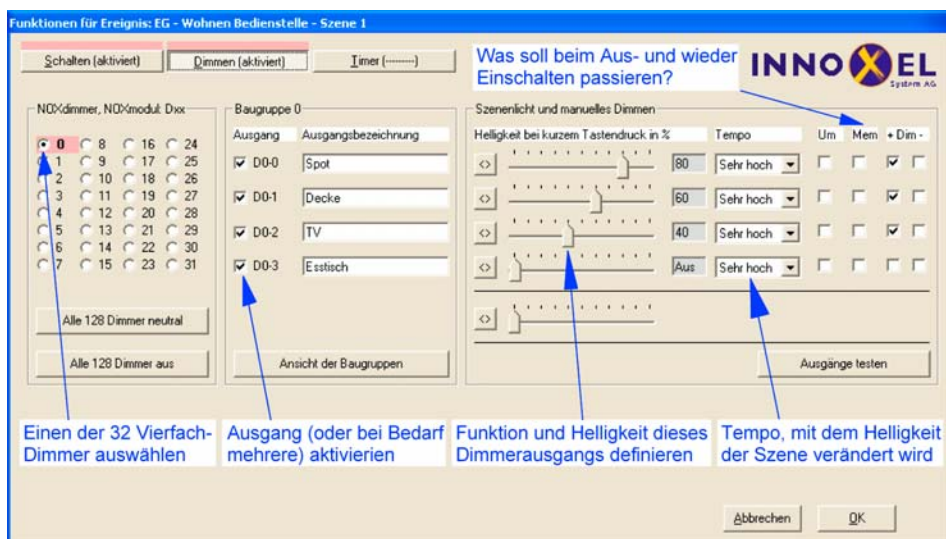 Funktionen für Ereignis: EG - Wohnen Bedienstelle - Szene 1
Schalten (aktiviert)
Dimmen (aktiviert)
Timer (--------)
Was soll beim Aus- und wieder
Einschalten passieren?
INNOXEL
System AG
NOXdimmer, NOXmodul: Dxx
0 8 16 24
1 9 17 25
2 10 18 26
3 11 19 27
4 12 20 28
5 13 21 29
6 14 22 30
7 15 23 31
Alle 128 Dimmer neutral
Alle 128 Dimmer aus
Baugruppe 0
Ausgang Ausgangsbezeichnung
D0-0 Spot
D0-1 Decke
D0-2 TV
D0-3 Esstisch
Ansicht der Baugruppen
Szenenlicht und manuelles Dimmen
Helligkeit bei kurzem Tastendruck in % Tempo Um Mem + Dim -
<> 80 Sehr hoch
<> 60 Sehr hoch
<> 40 Sehr hoch
<> Aus Sehr hoch
<>
Ausgänge testen
Einen der 32 Vierfach-
Dimmer auswählen
Ausgang (oder bei Bedarf
mehrere) aktivierien
Funktion und Helligkeit dieses
Dimmerausgangs definieren
Tempo, mit dem Helligkeit
der Szene verändert wird
Abbrechen
OK